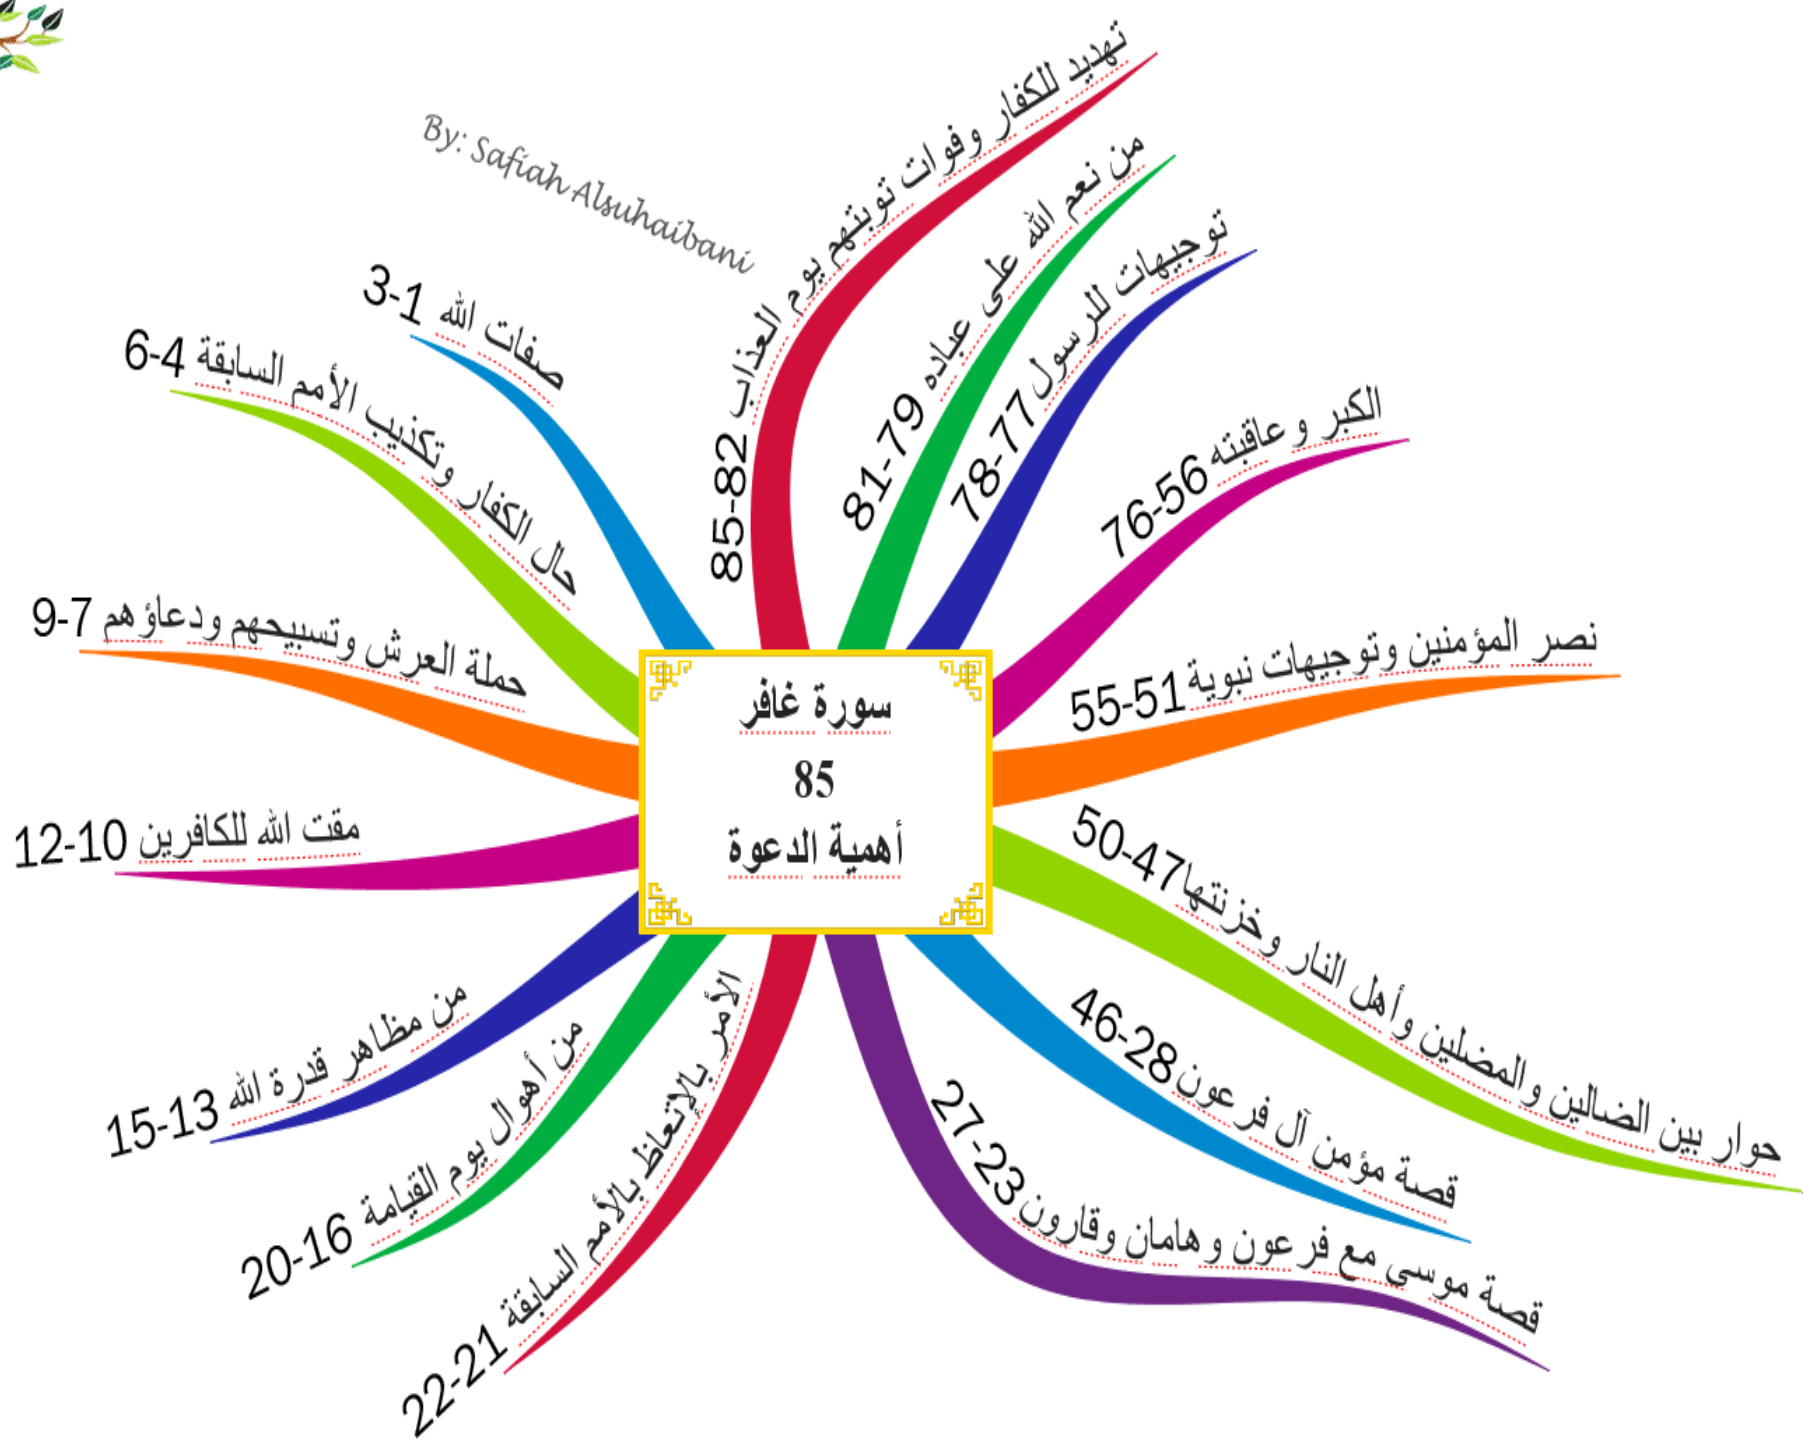 By: Safiah Alsuhaibani
سورة غافر
85
أهمية الدعوة
صفات الله 1-3
حال الكفار وتكذيب الأمم السابقة 4-6
حملة العرش وتسبيحهم ودعاؤهم 7-9
مقت الله للكافرين 10-12
من مظاهر قدرة الله 13-15
من أهوال يوم القيامة 16-20
الأمر بالإتعاظ بالأمم السابقة 21-22
قصة موسى مع فرعون وهامان وقارون 23-27
قصة مؤمن آل فرعون 28-46
حوار بين الضالين والمضلين وأهل النار وخزنتها 47-50
نصر المؤمنين وتوجيهات نبوية 51-55
الكبر وعاقبته 56-76
توجيهات للرسول 77-78
من نعم الله على عباده 79-81
تهديد للكفار وفوات توبتهم يوم العذاب 82-85